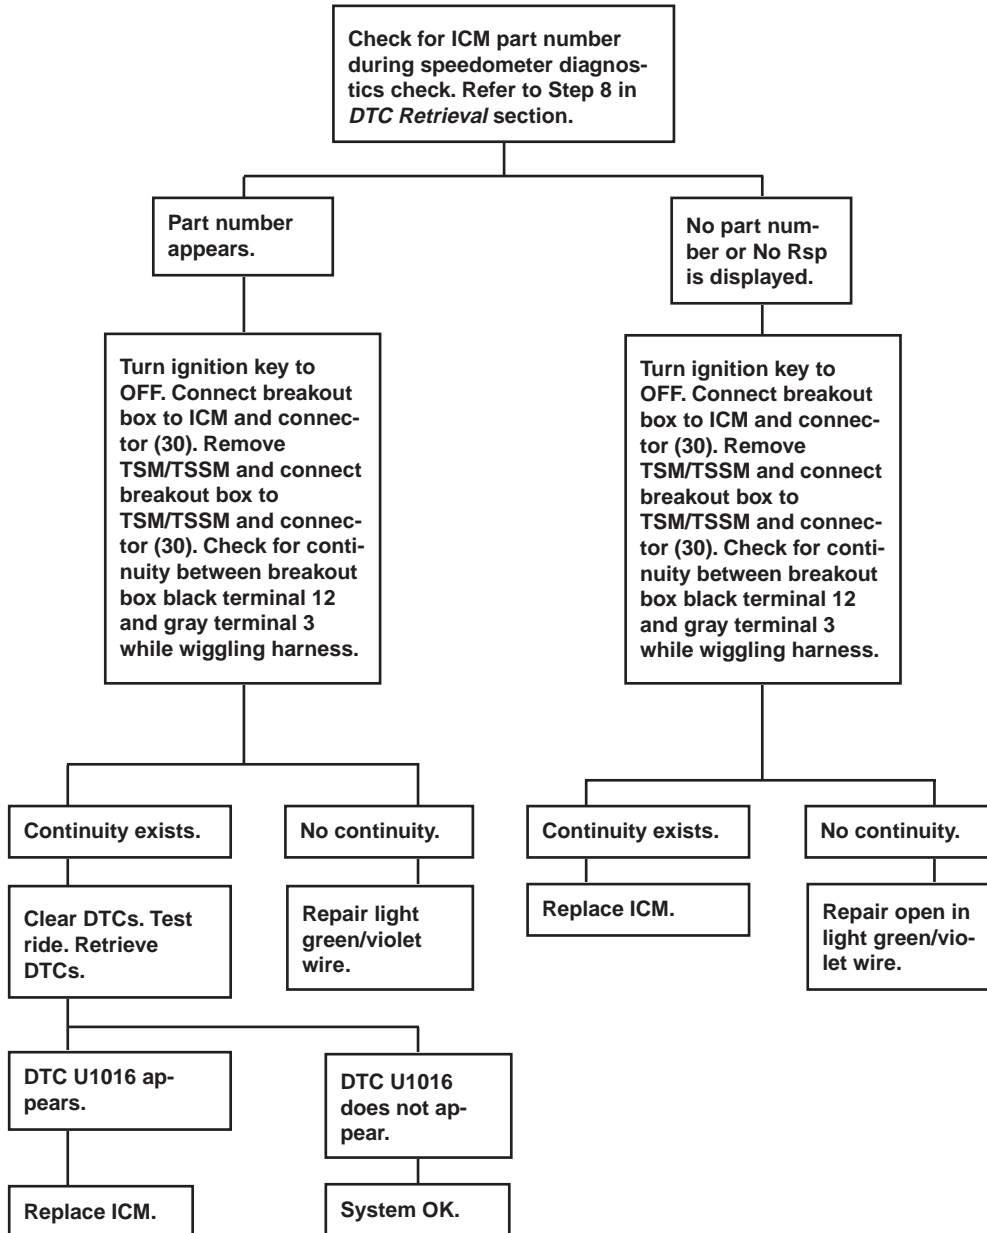 Check for ICM part number
during speedometer diagnos-
tics check. Refer to Step 8 in
DTC Retrieval section.
Part number
appears.
No part num-
ber or No Rsp
is displayed.
Turn ignition key to
OFF. Connect breakout
box to ICM and connec-
tor (30). Remove
TSM/TSSM and connect
breakout box to
TSM/TSSM and connec-
tor (30). Check for conti-
nuity between breakout
box black terminal 12
and gray terminal 3
while wiggling harness.
Turn ignition key to
OFF. Connect breakout
box to ICM and connec-
tor (30). Remove
TSM/TSSM and connect
breakout box to
TSM/TSSM and connec-
tor (30). Check for conti-
nuity between breakout
box black terminal 12
and gray terminal 3
while wiggling harness.
Continuity exists.
No continuity.
Continuity exists.
No continuity.
Clear DTCs. Test
ride. Retrieve
DTCs.
Repair light
green/violet
wire.
Replace ICM.
Repair open in
light green/vio-
let wire.
DTC U1016 ap-
pears.
DTC U1016
does not ap-
pear.
Replace ICM.
System OK.